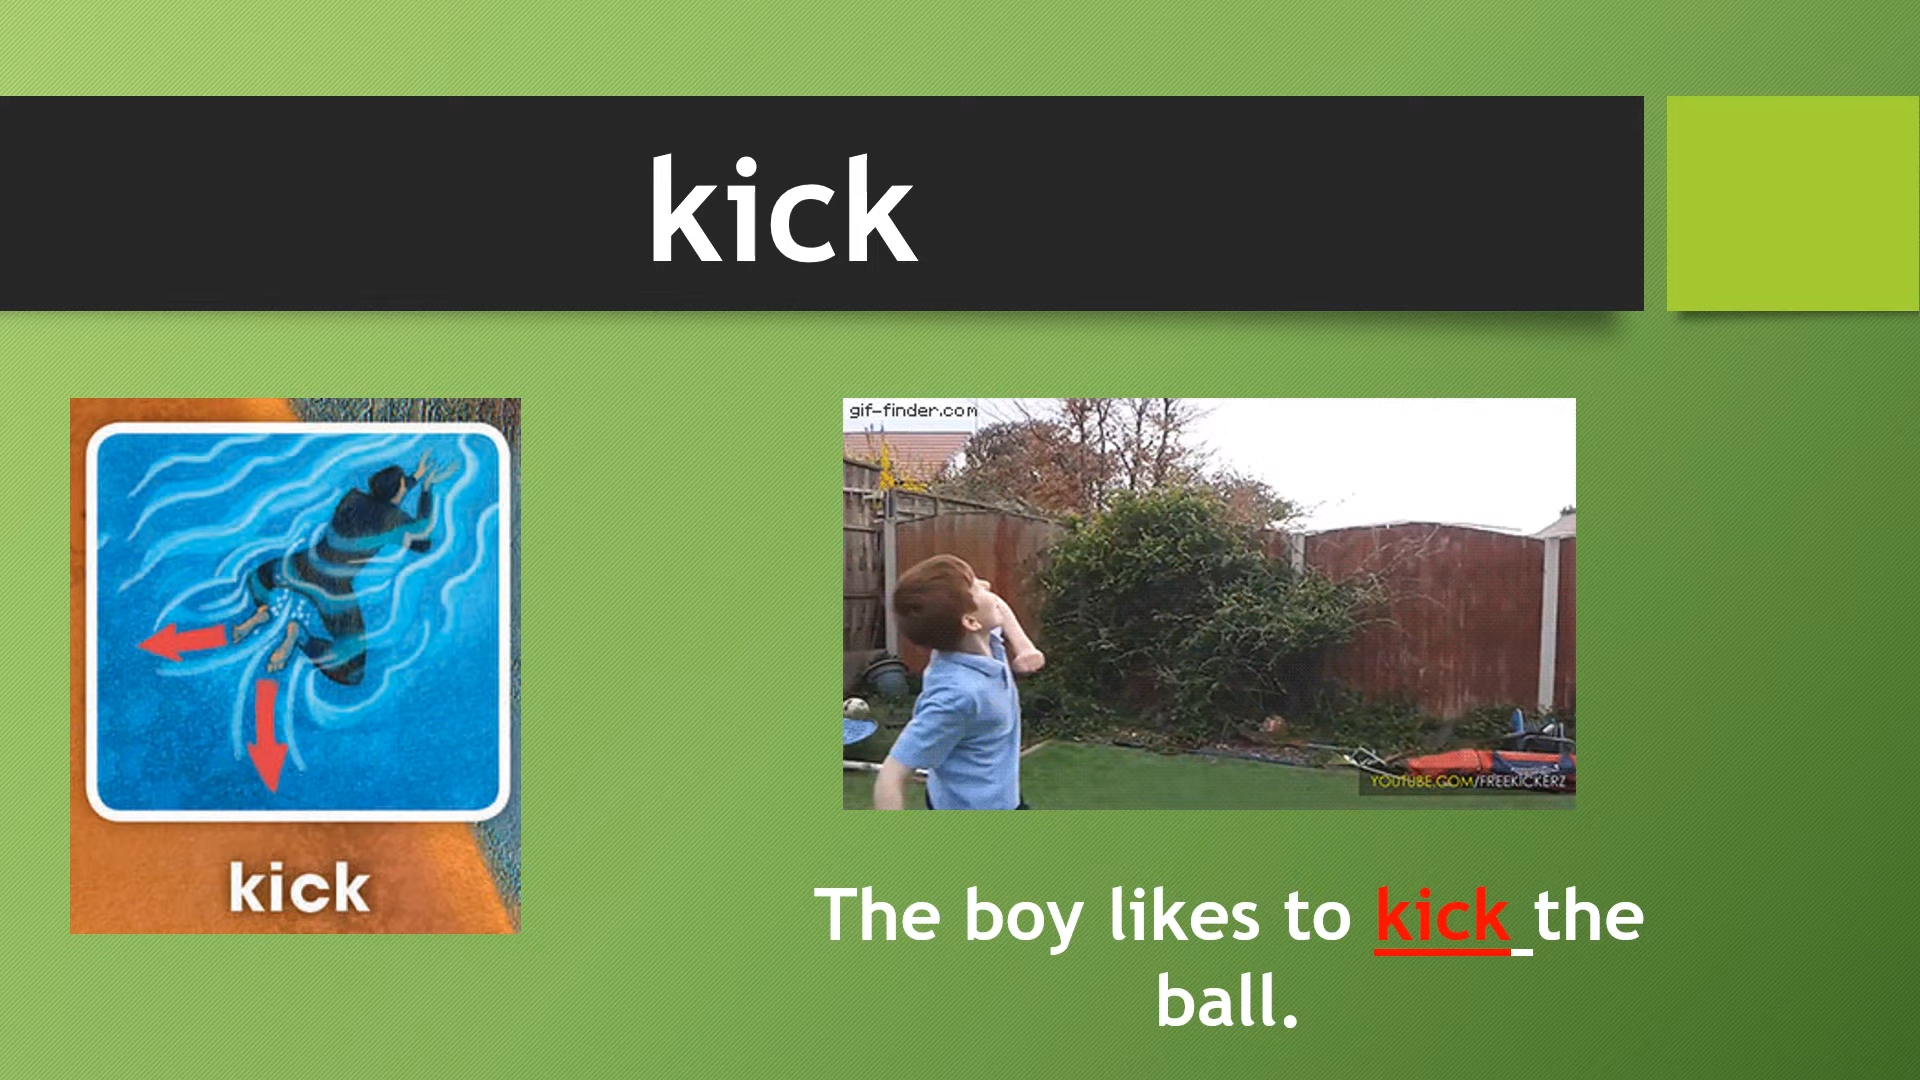 kick
gif-finder.com
YOUTUBE.COM/FREEKICKERZ
kick
The boy likes to kick the
ball.